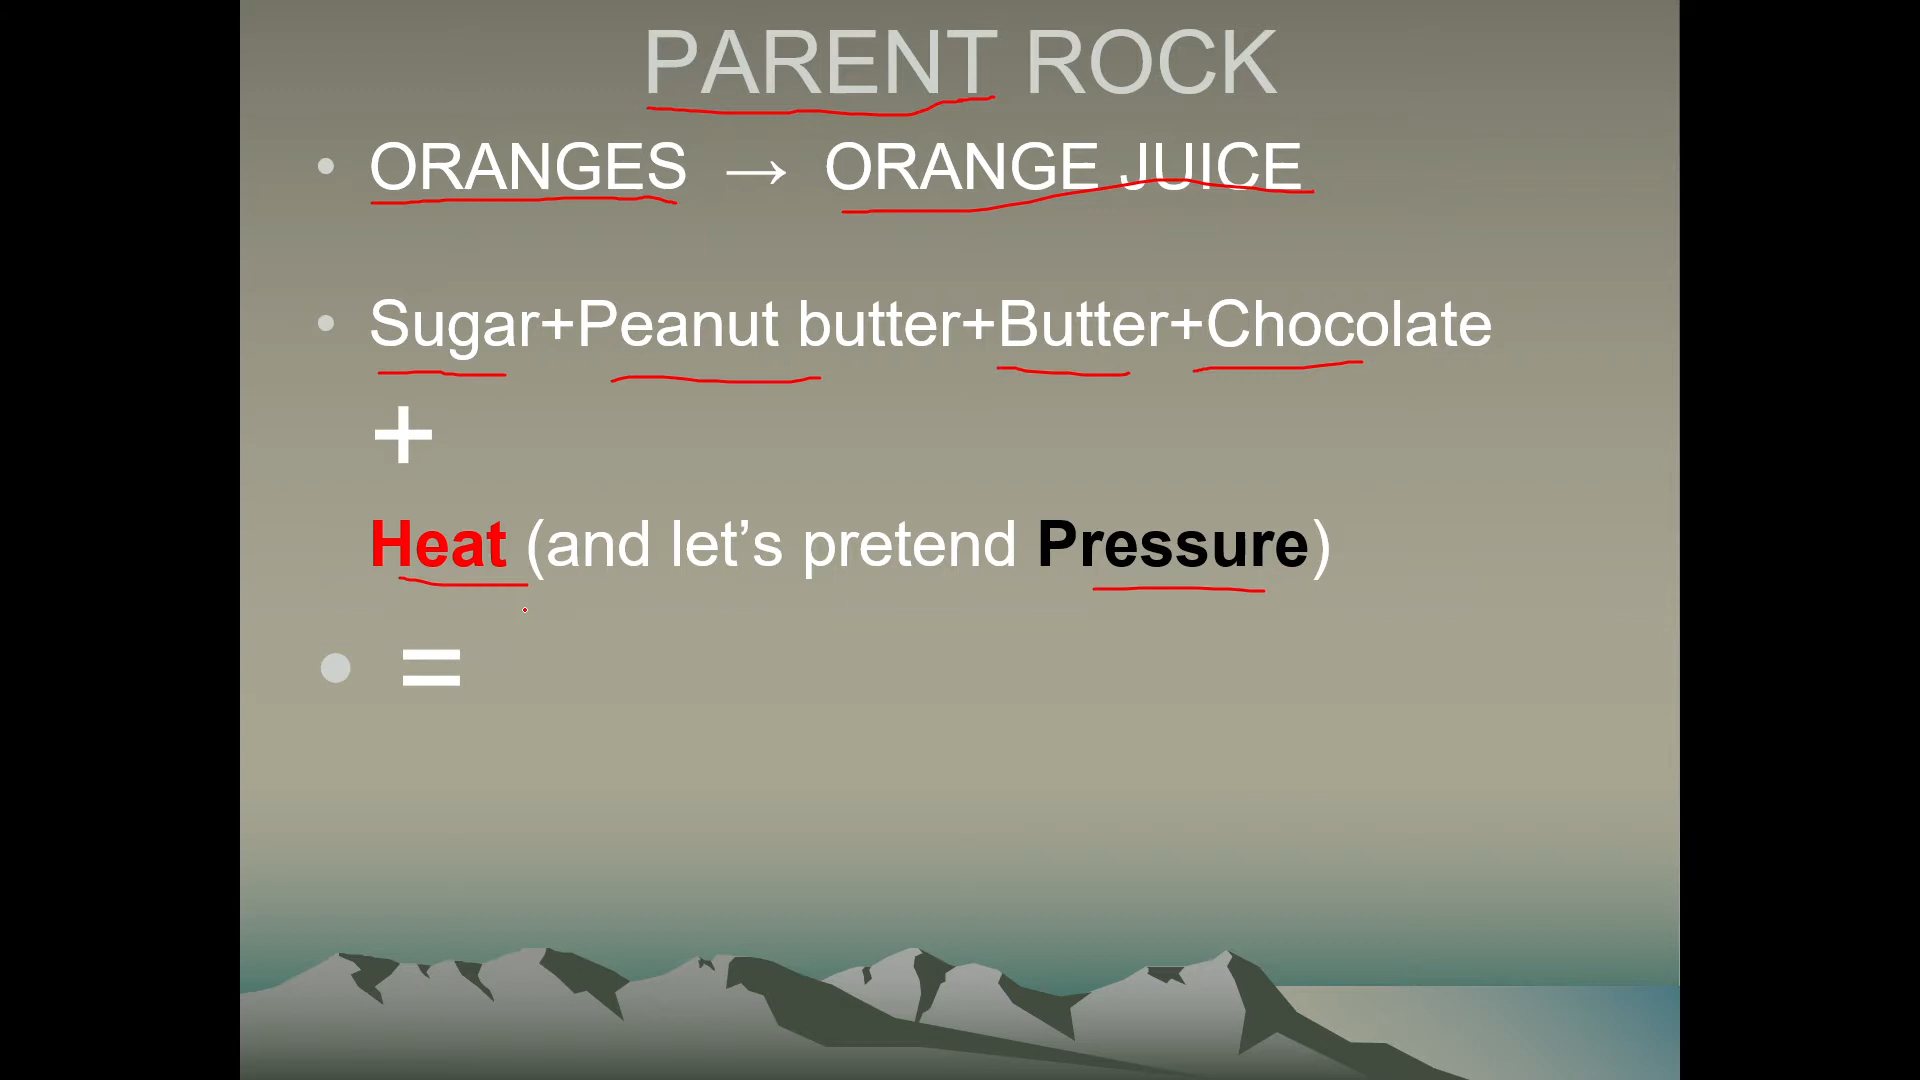 PARENT ROCK
• ORANGES → ORANGE JUICE
• Sugar+Peanut butter+Butter+Chocolate
+
Heat (and let’s pretend Pressure)
• =